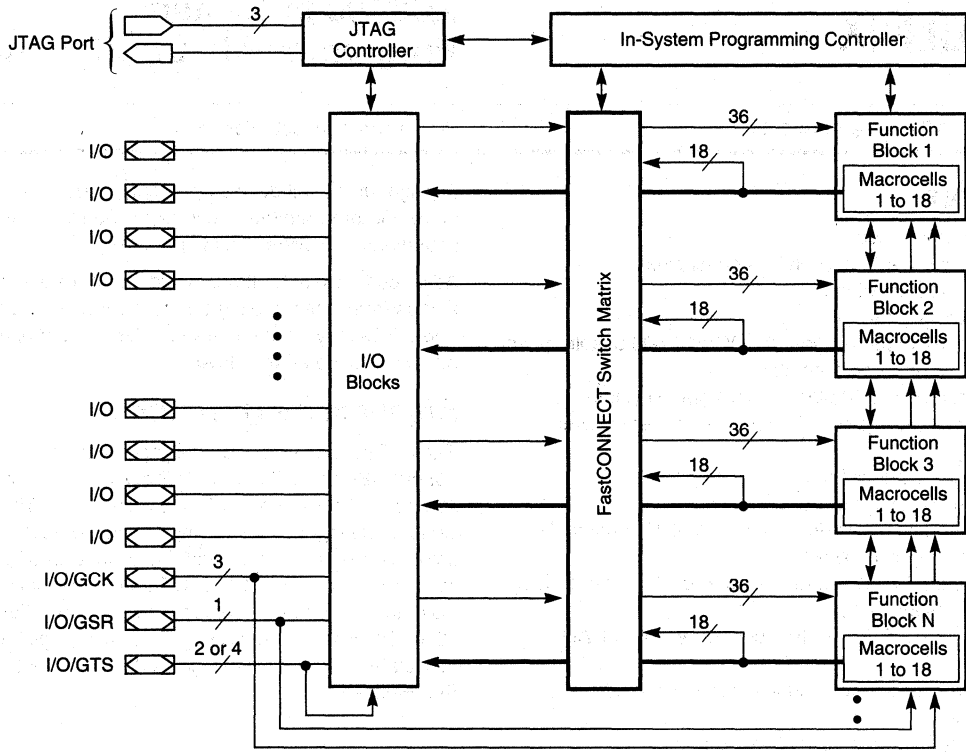 JTAG Port
3
JTAG
Controller
In-System Programming Controller
I/O
I/O
I/O
I/O
I/O
I/O
I/O
I/O
I/O/GCK
3
I/O/GSR
1
I/O/GTS
2 or 4
I/O
Blocks
FastCONNECT Switch Matrix
36
18
Function
Block 1
Macrocells
1 to 18
36
18
Function
Block 2
Macrocells
1 to 18
36
18
Function
Block 3
Macrocells
1 to 18
36
18
Function
Block N
Macrocells
1 to 18